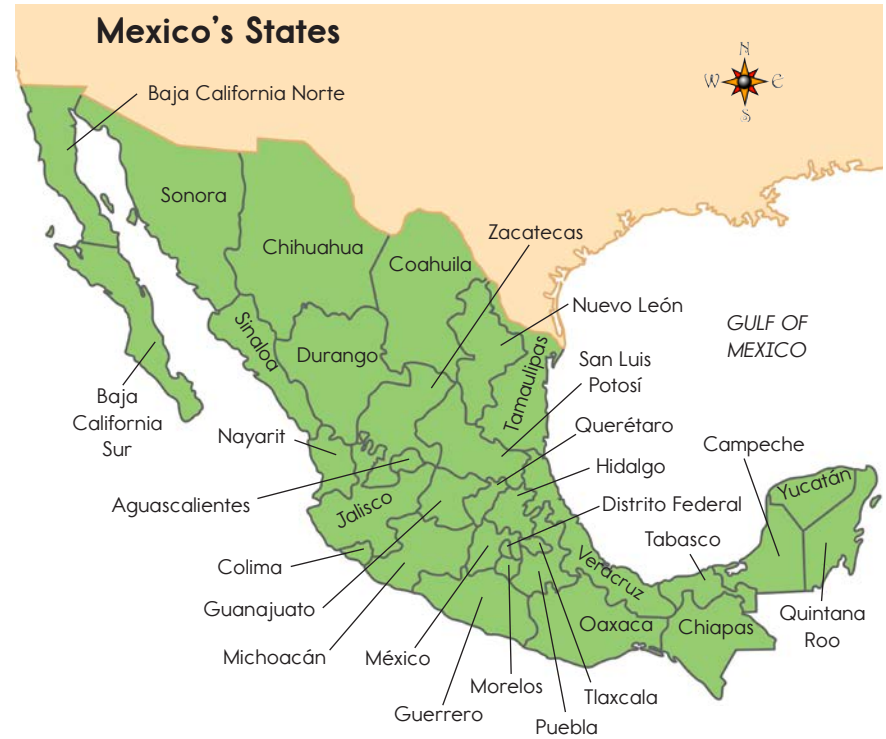 Mexico's States
N
W
E
S
Baja California Norte
Sonora
Zacatecas
Chihuahua
Coahuila
Nuevo León
Sinaloa
GULF OF
MEXICO
Durango
Tamaulipas
San Luis
Potosí
Baja
California
Sur
Nayarit
Querétaro
Campeche
Hidalgo
Yucatán
Aguascalientes
Jalisco
Distrito Federal
Tabasco
Colima
Veracruz
Guanajuato
Quintana
Roo
Oaxaca
Chiapas
Michoacán
México
Morelos
Tlaxcala
Guerrero
Puebla